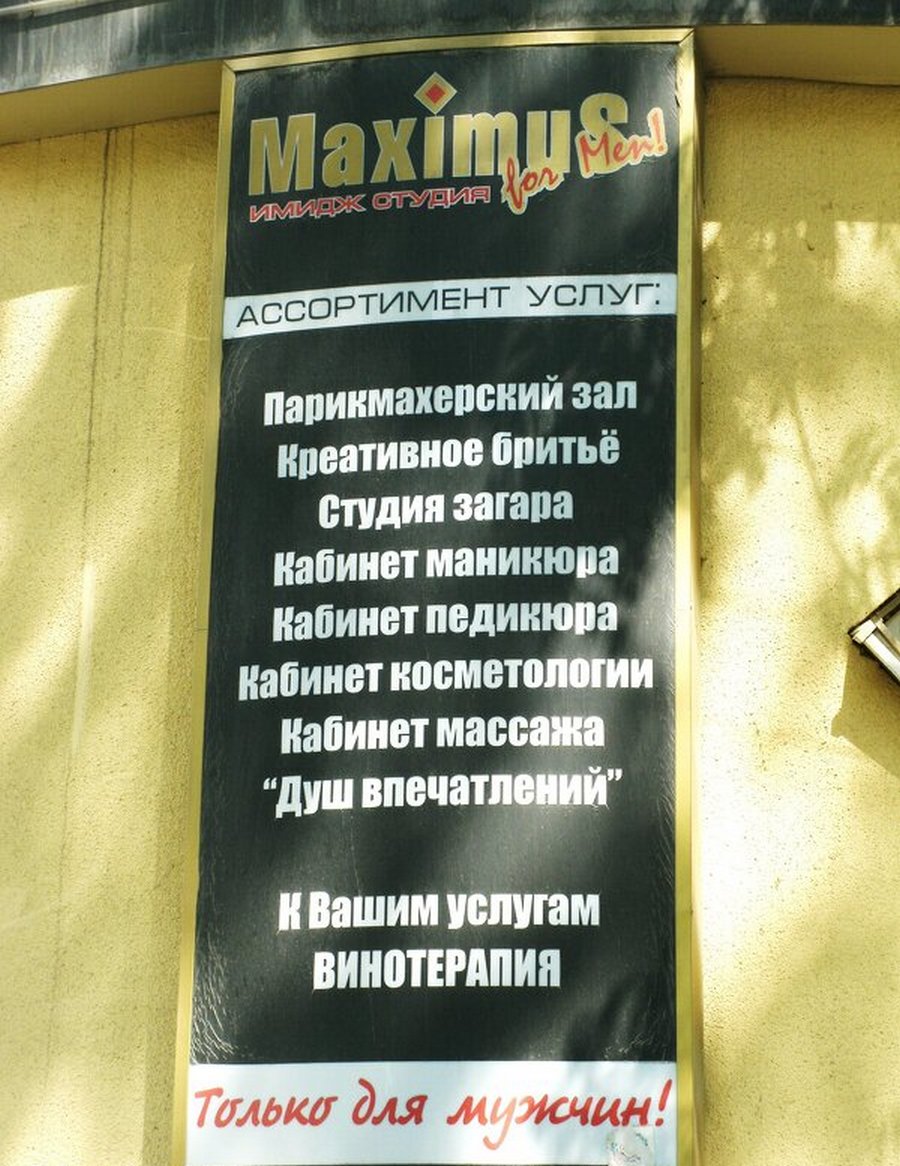 MaximuS
for Men!
ИМИДЖ СТУДИЯ
АССОРТИМЕНТ УСЛУГ:
Парикмахерский зал
Креативное бритьё
Студия загара
Кабинет маникюра
Кабинет педикюра
Кабинет косметологии
Кабинет массажа
“Душ впечатлений”
К Вашим услугам
ВИНОТЕРАПИЯ
Только для мужчин!